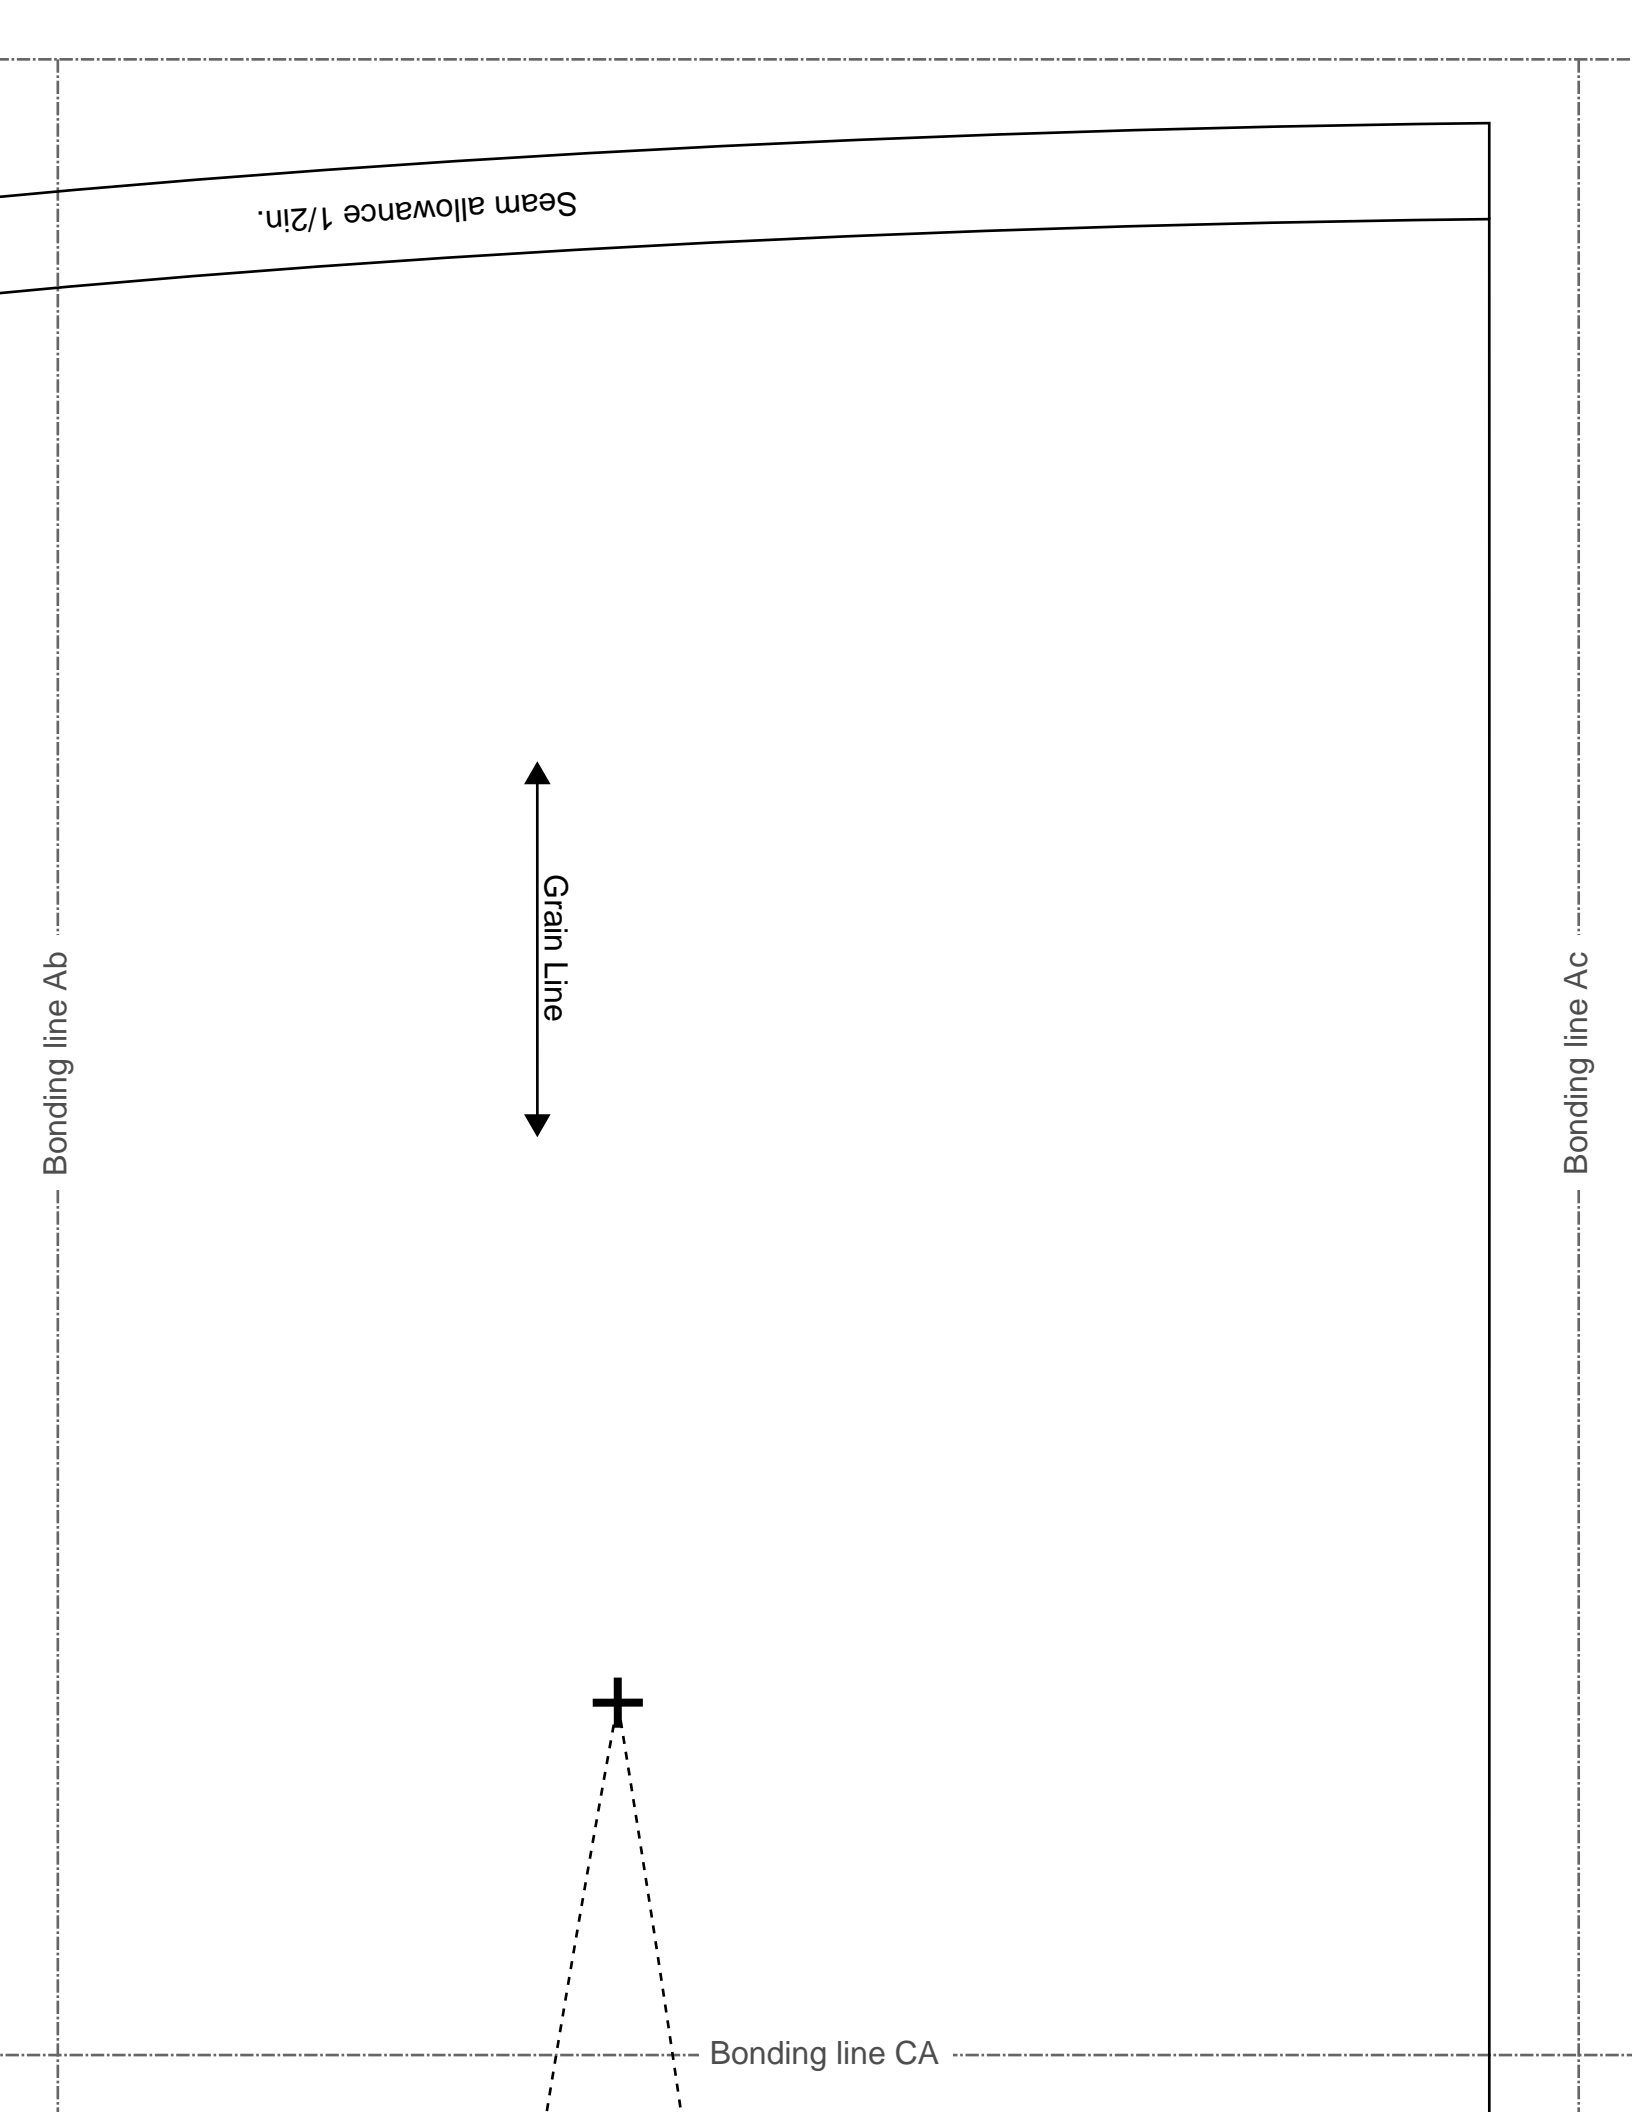 Seam allowance 1/2in.
Grain Line
Bonding line Ab
Bonding line Ac
Bonding line CA